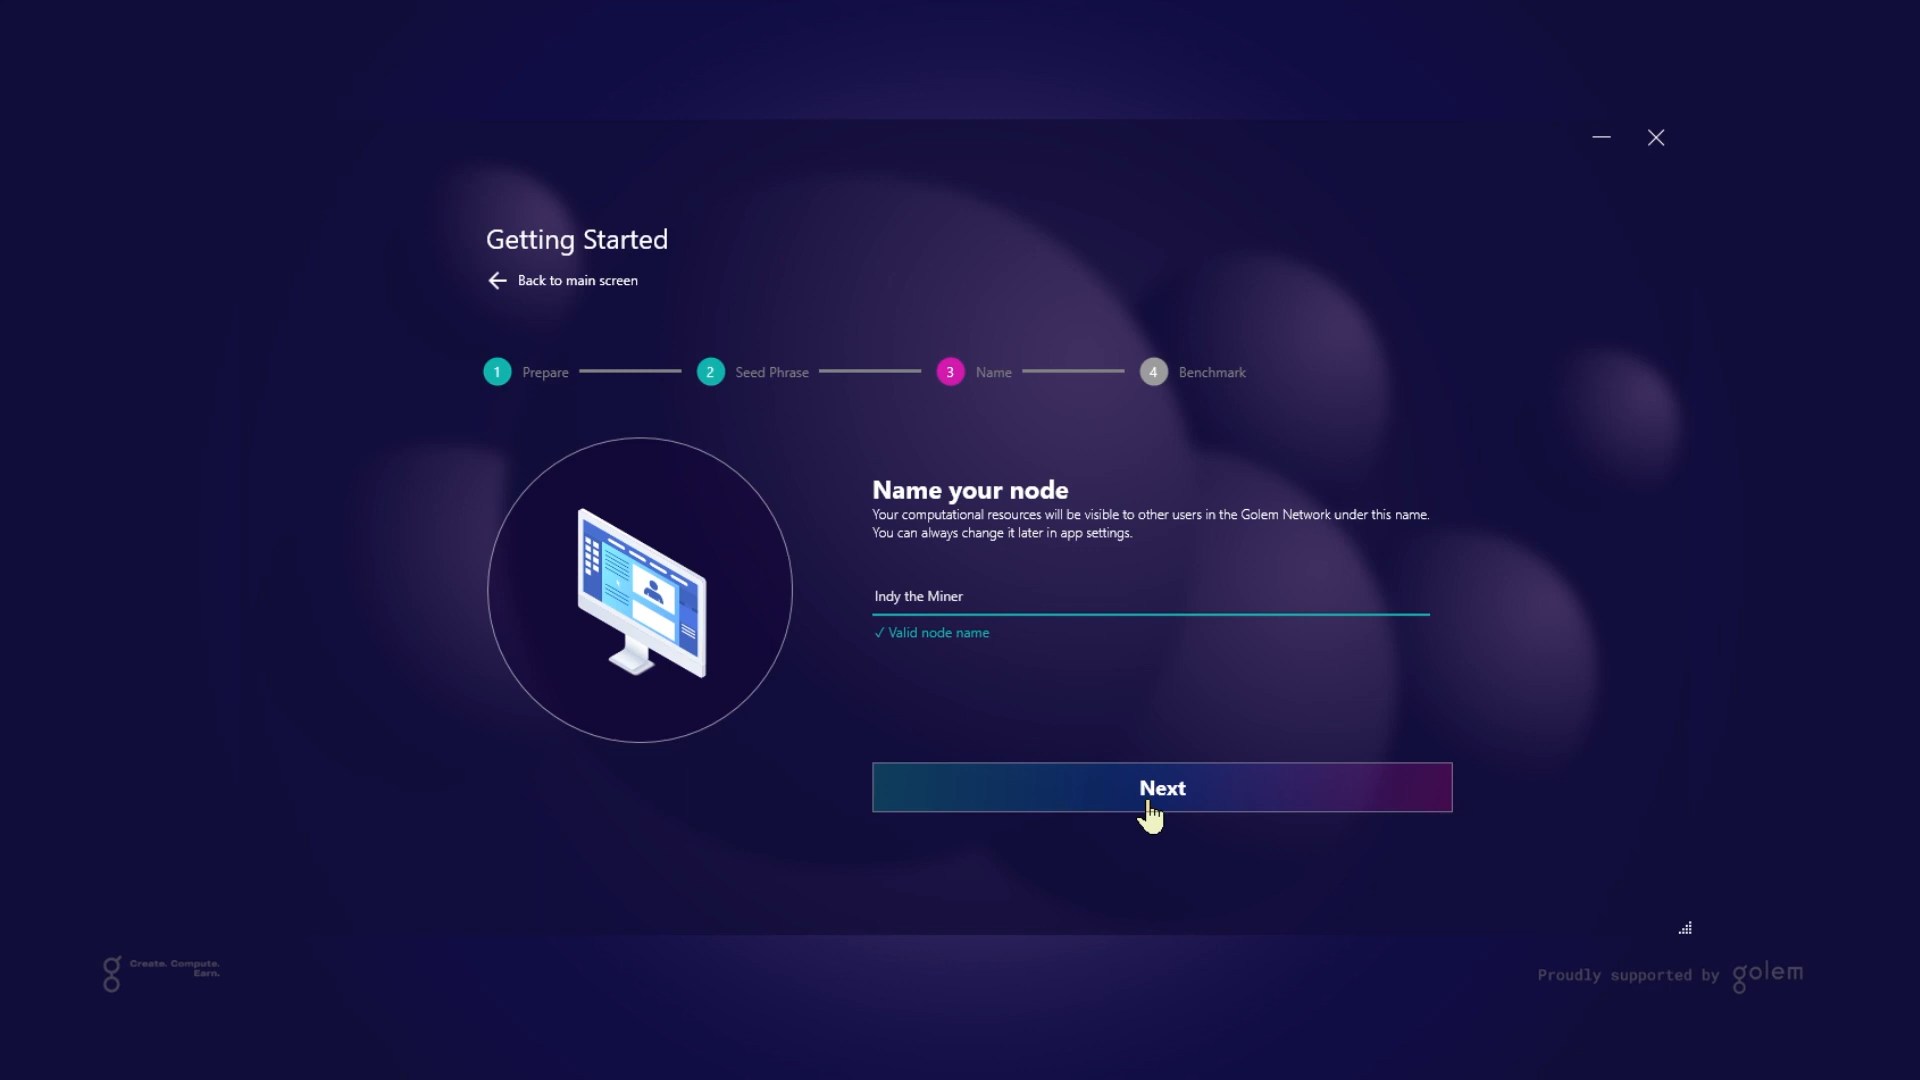 Getting Started
Back to main screen
1 Prepare 2 Seed Phrase 3 Name 4 Benchmark
Name your node
Your computational resources will be visible to other users in the Golem Network under this name.
You can always change it later in app settings.
Indy the Miner
✓ Valid node name
Next
Create. Compute.
Earn.
Proudly supported by golem